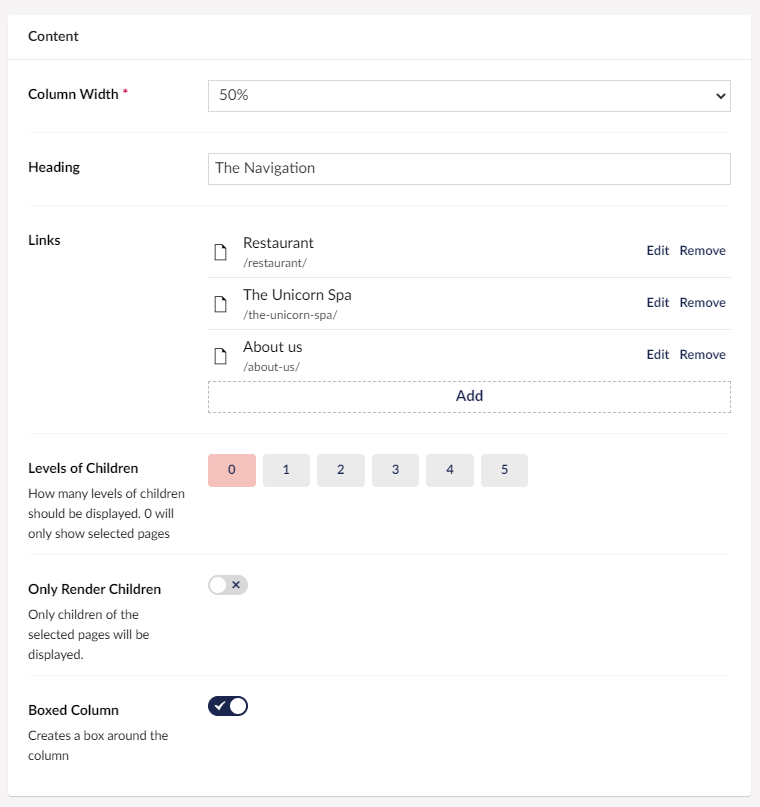 Content
Column Width *
50%
Heading
The Navigation
Links
Restaurant
/restaurant/
Edit Remove
The Unicorn Spa
/the-unicorn-spa/
Edit Remove
About us
/about-us/
Edit Remove
Add
Levels of Children
How many levels of children
should be displayed. 0 will
only show selected pages
0 1 2 3 4 5
Only Render Children
Only children of the
selected pages will be
displayed.
Boxed Column
Creates a box around the
column